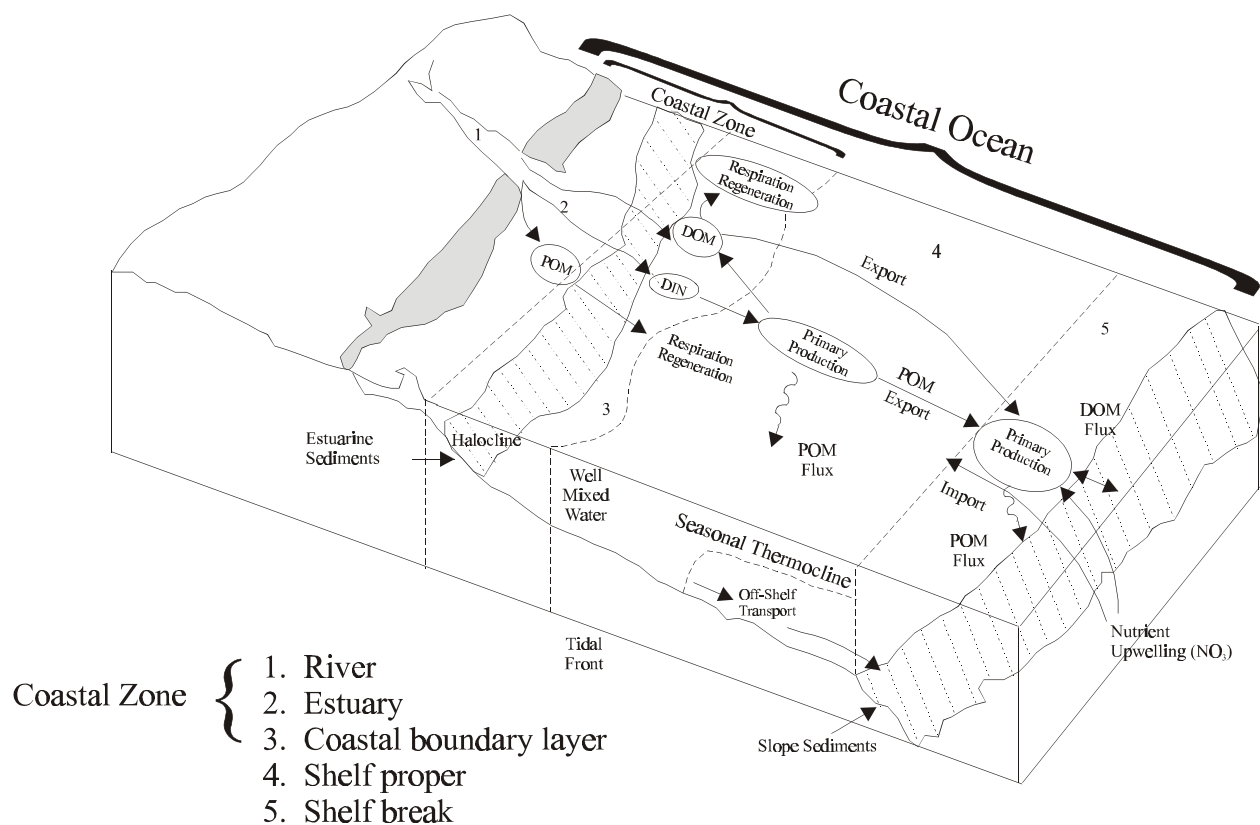 Coastal Ocean
Coastal Zone
1
Respiration
Regeneration
2
DOM
4
POM
Export
DIN
5
Primary
Production
Respiration
Regeneration
POM
Export
3
DOM
Flux
Estuarine
Sediments
Halocline
Primary
Production
POM
Flux
Well
Mixed
Water
Import
Seasonal Thermocline
POM
Flux
Off-Shelf
Transport
Nutrient
Upwelling (NO₃)
Tidal
Front
Slope Sediments
Coastal Zone
1. River
2. Estuary
3. Coastal boundary layer
4. Shelf proper
5. Shelf break